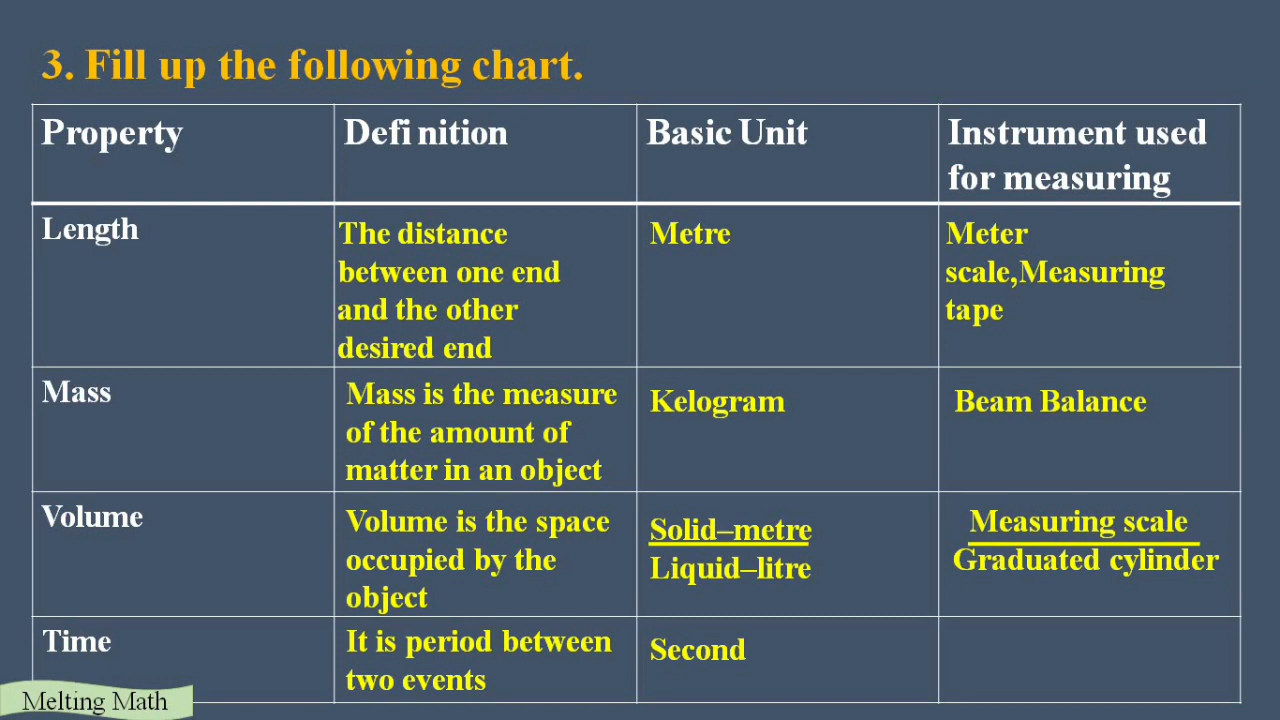 3. Fill up the following chart.
Property
Defi nition
Basic Unit
Instrument used
for measuring
Length
The distance
between one end
and the other
desired end
Metre
Meter
scale,Measuring
tape
Mass
Mass is the measure
of the amount of
matter in an object
Kelogram
Beam Balance
Volume
Volume is the space
occupied by the
object
Solid–metre
Liquid–litre
Measuring scale
Graduated cylinder
Time
It is period between
two events
Second
Melting Math